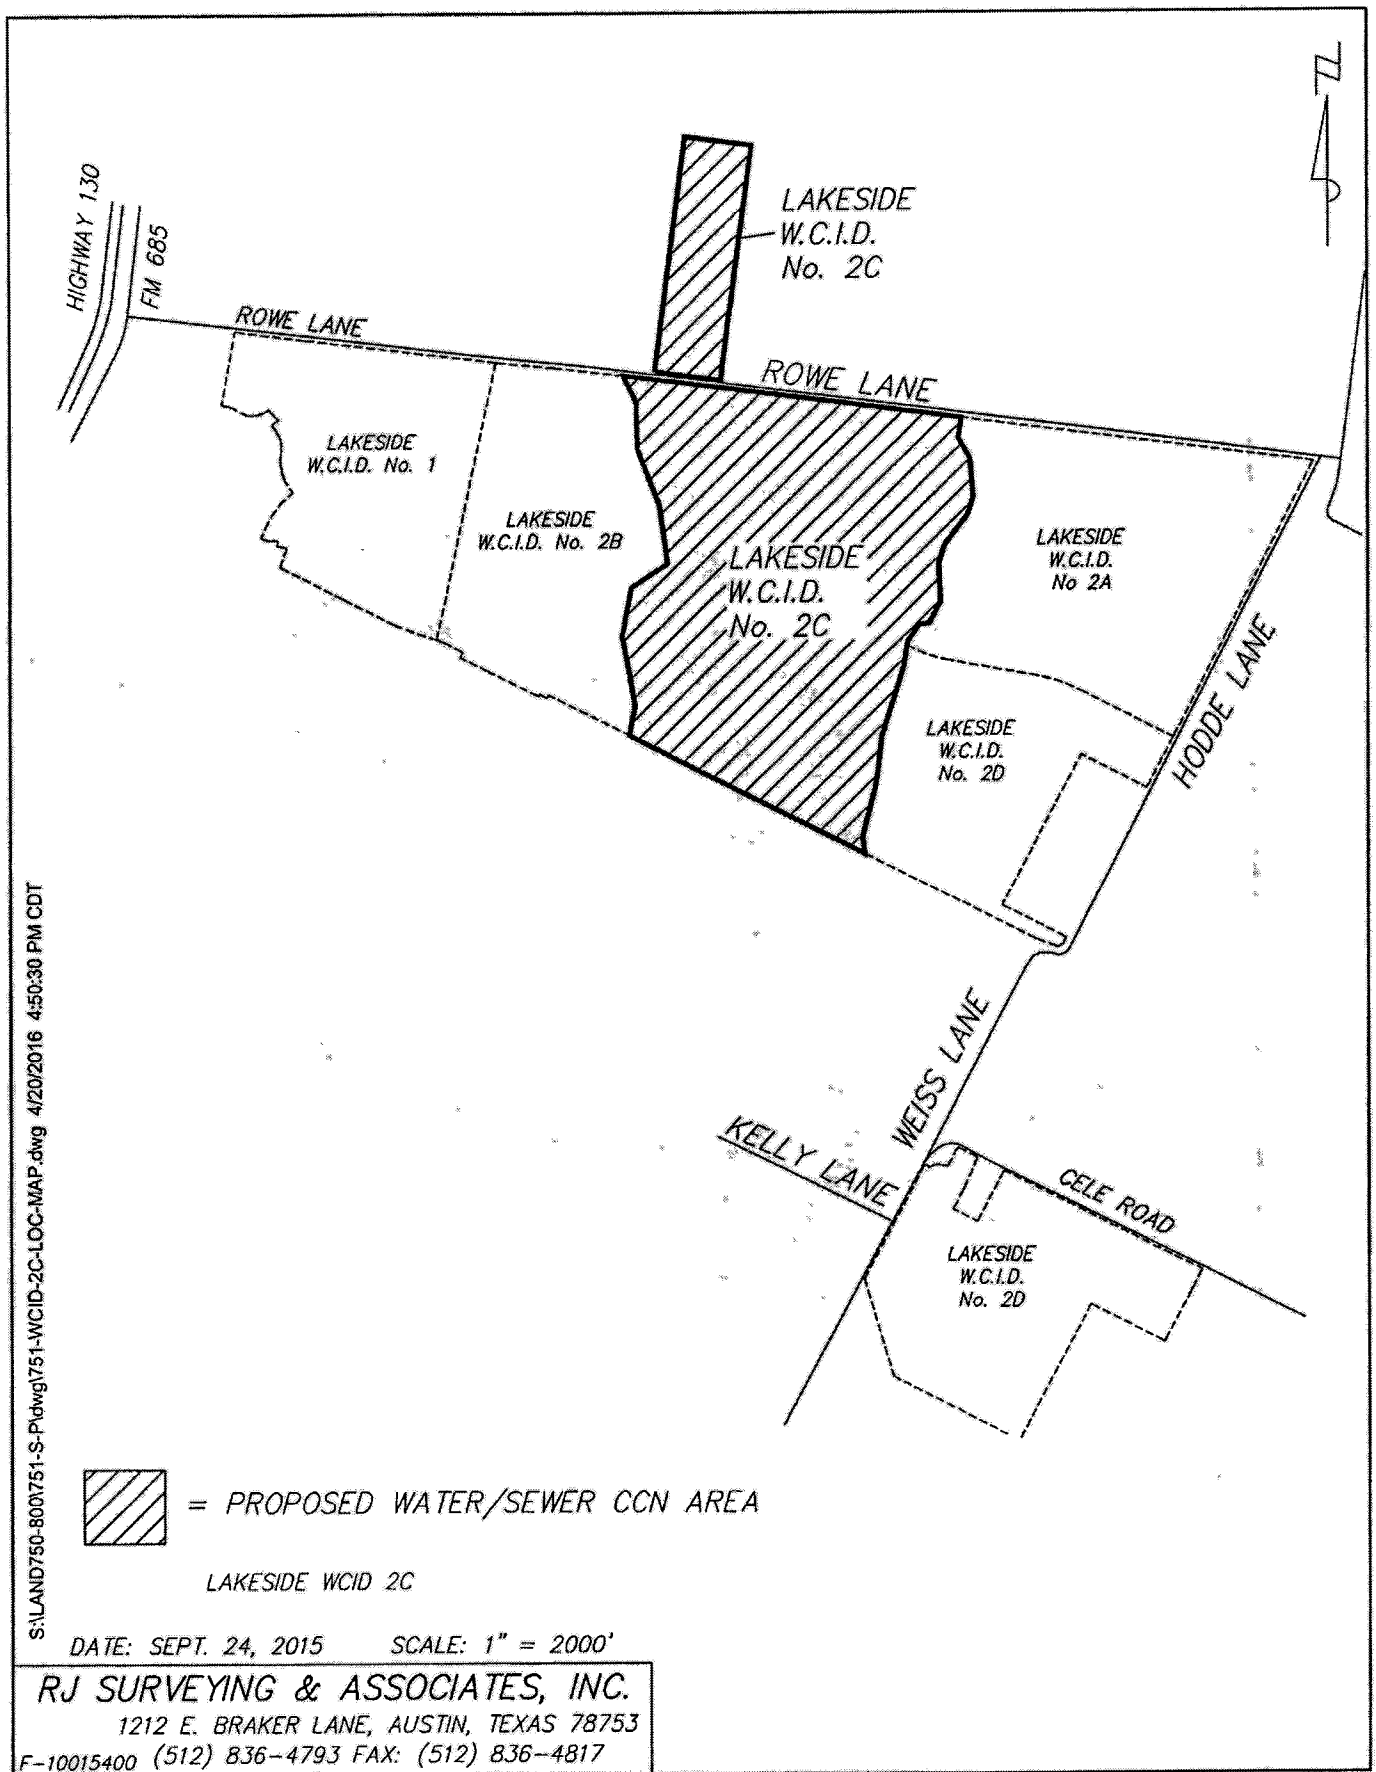 HIGHWAY 130
FM 685
LAKESIDE
W.C.I.D.
No. 2C
ROWE LANE
ROWE LANE
LAKESIDE
W.C.I.D. No. 1
LAKESIDE
W.C.I.D. No. 2B
LAKESIDE
W.C.I.D.
No. 2C
LAKESIDE
W.C.I.D.
No 2A
LAKESIDE
W.C.I.D.
No. 2D
HODDE LANE
WEISS LANE
KELLY LANE
CELE ROAD
LAKESIDE
W.C.I.D.
No. 2D
S:\LAND750-800\751-S-P\dwg\751-WCID-2C-LOC-MAP.dwg 4/20/2016 4:50:30 PM CDT
= PROPOSED WATER/SEWER CCN AREA
LAKESIDE WCID 2C
DATE: SEPT. 24, 2015 SCALE: 1" = 2000'
RJ SURVEYING & ASSOCIATES, INC.
1212 E. BRAKER LANE, AUSTIN, TEXAS 78753
F-10015400 (512) 836-4793 FAX: (512) 836-4817